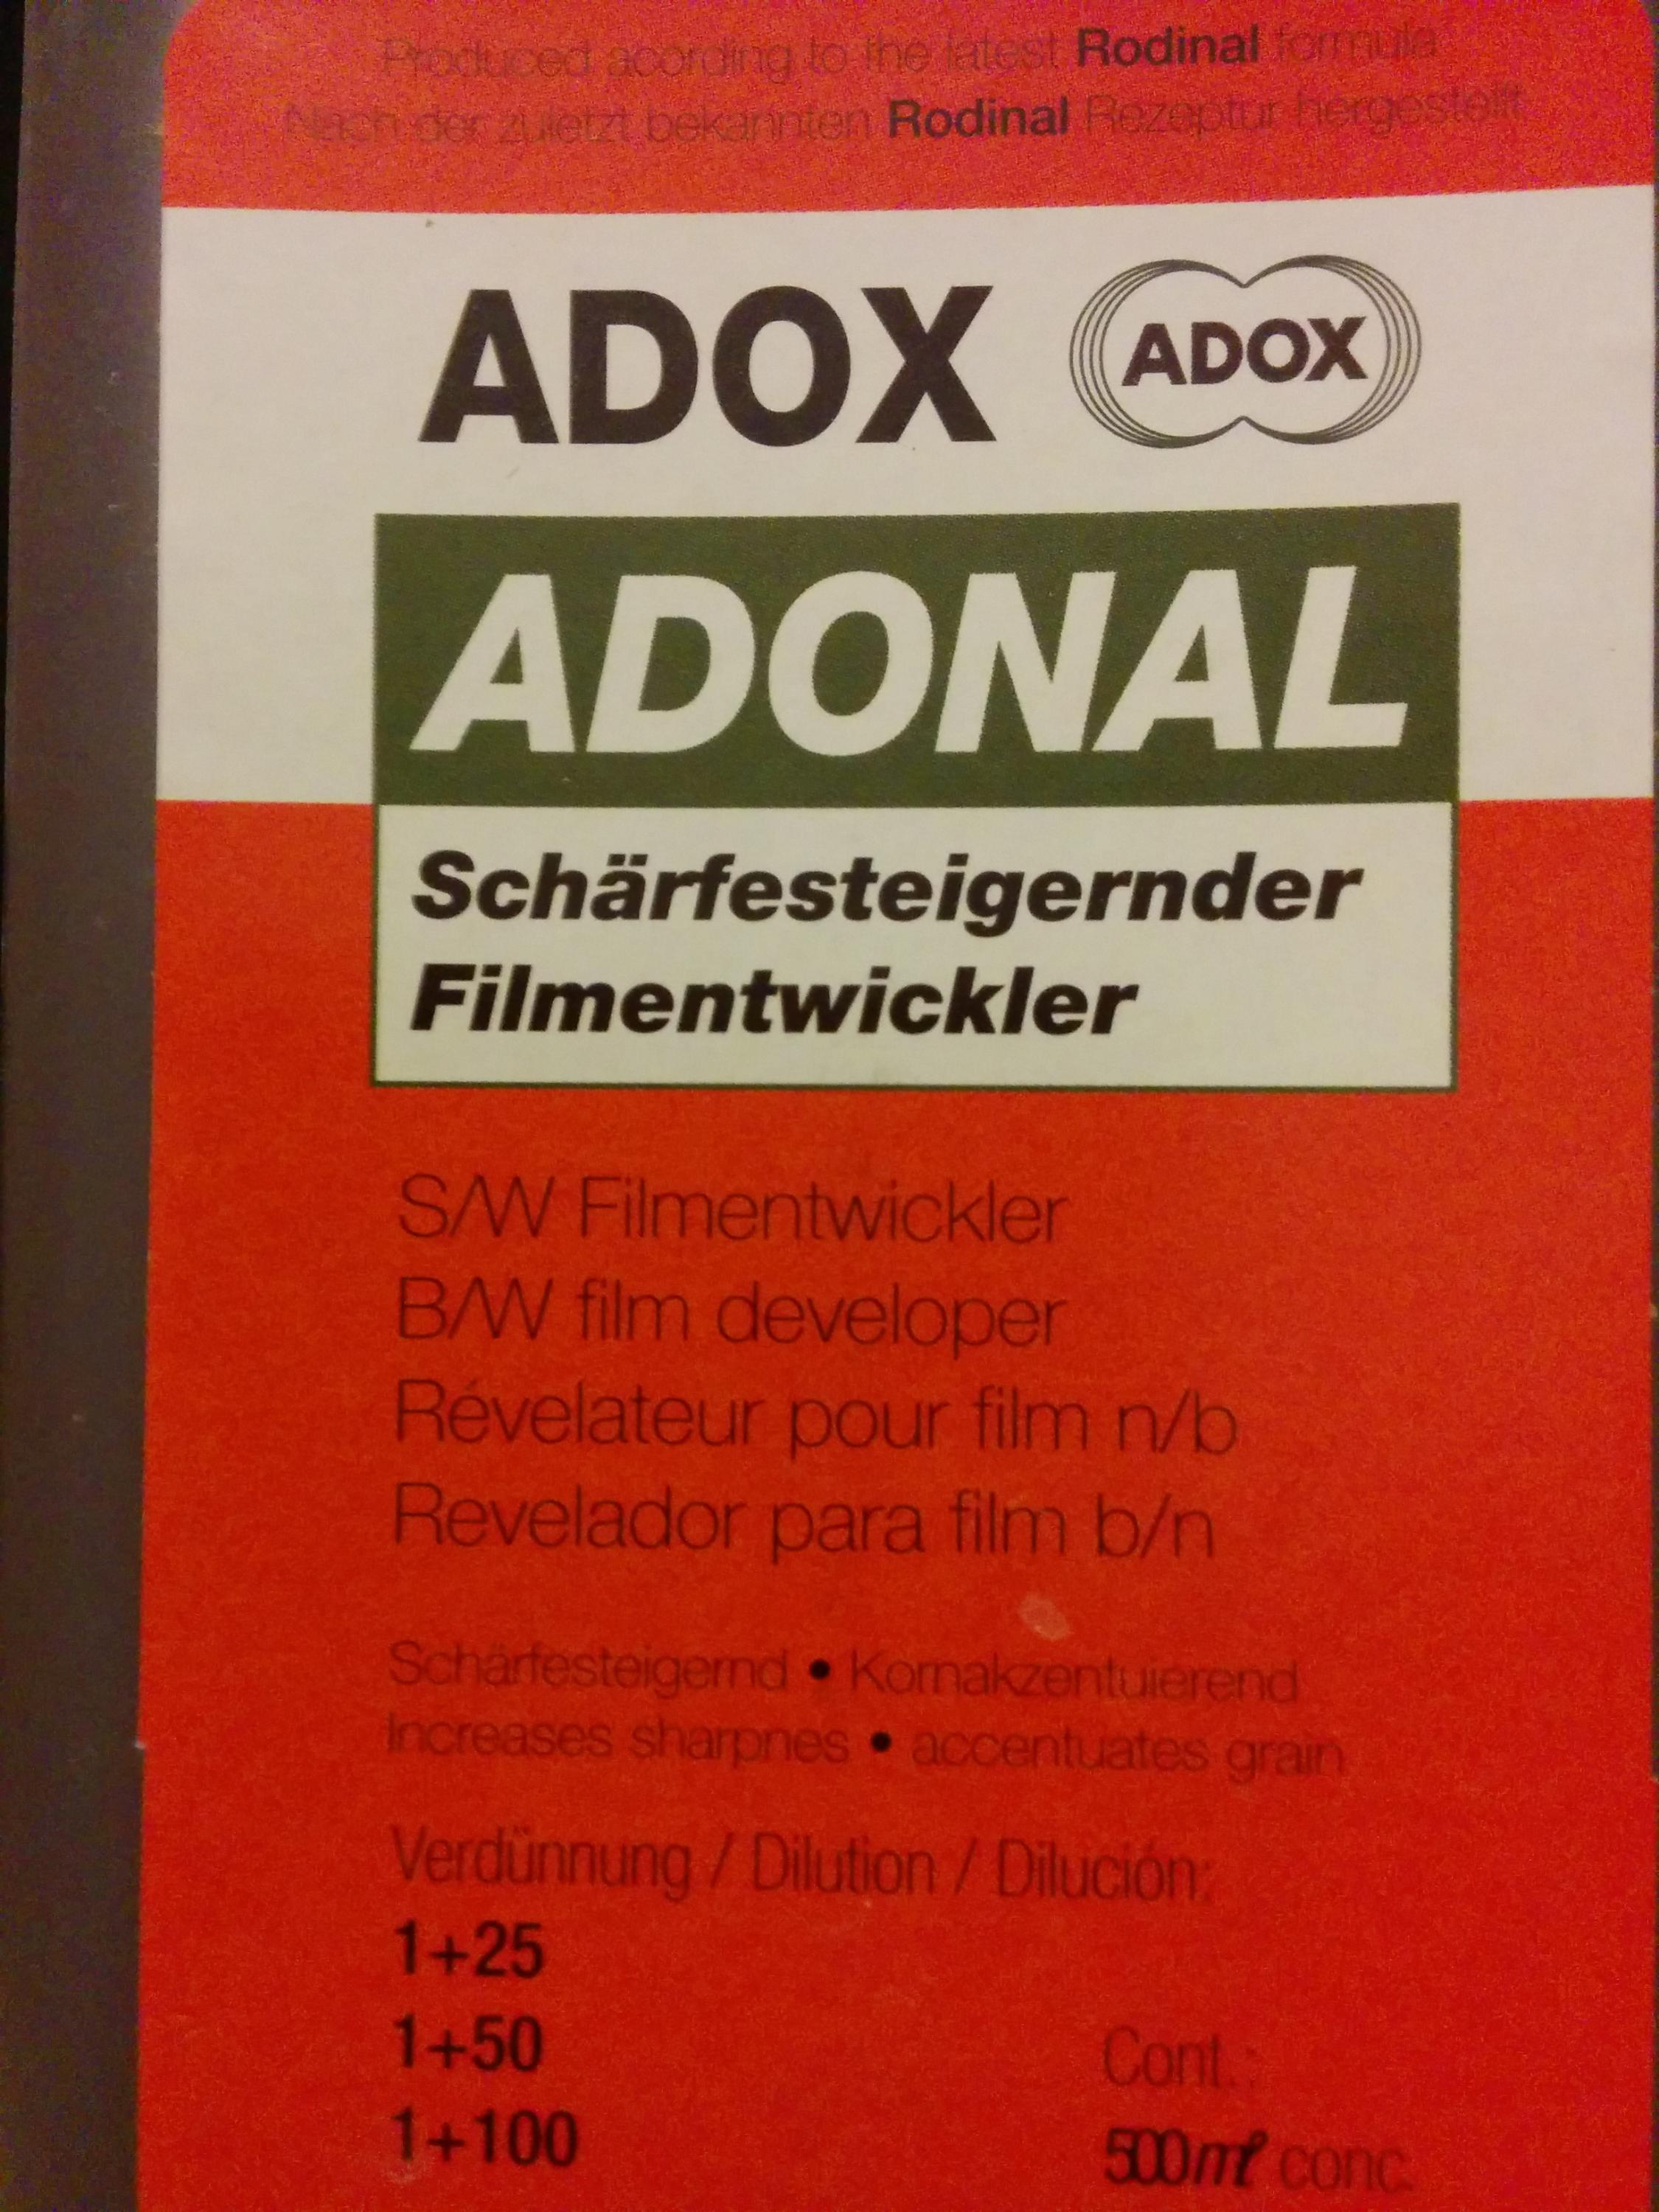 Produced acording to the latest Rodinal formula
Nach der zuletzt bekannten Rodinal Rezeptur hergestellt
ADOX ADOX
ADONAL
Schärfesteigernder
Filmentwickler
S/W Filmentwickler
B/W film developer
Révelateur pour film n/b
Revelador para film b/n
Schärfesteigernd • Kornakzentuierend
Increases sharpnes • accentuates grain
Verdünnung / Dilution / Dilución:
1+25
1+50
Cont.:
1+100
500ml conc.